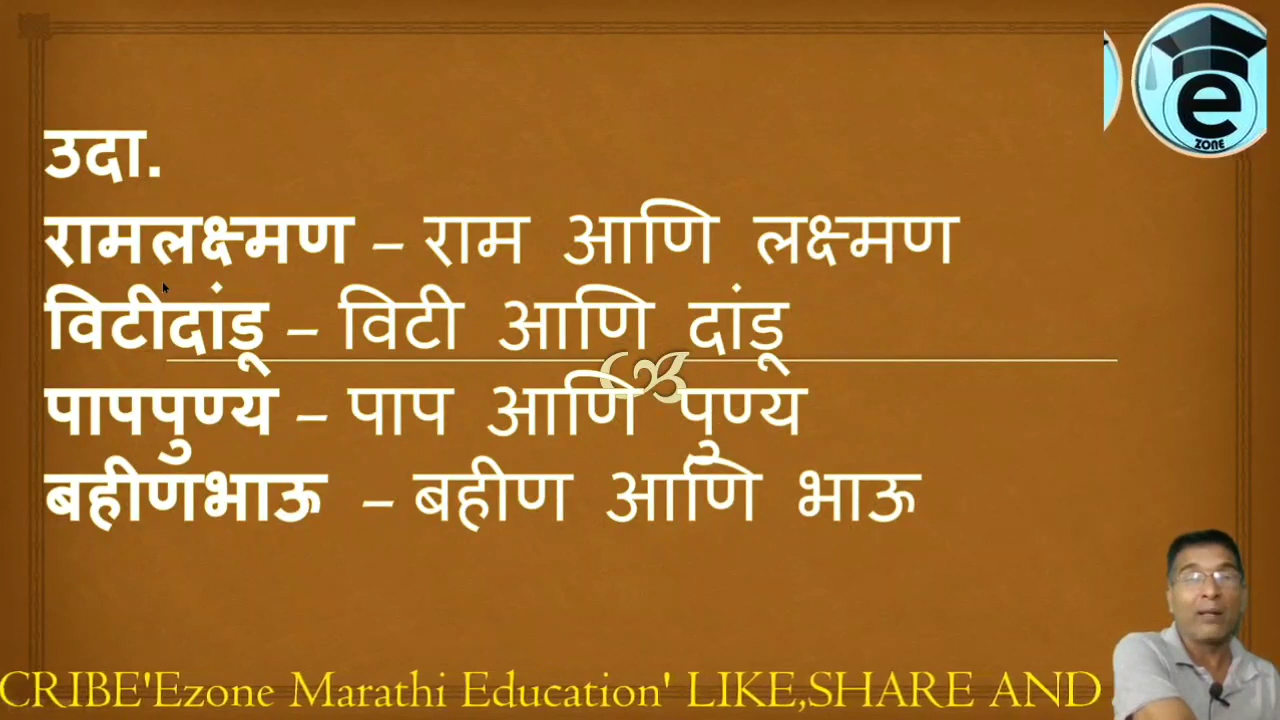 e
ZONE
उदा.
रामलक्ष्मण – राम आणि लक्ष्मण
विटीदांडू – विटी आणि दांडू
पापपुण्य – पाप आणि पुण्य
बहीणभाऊ – बहीण आणि भाऊ
CRIBE'Ezone Marathi Education' LIKE,SHARE AND